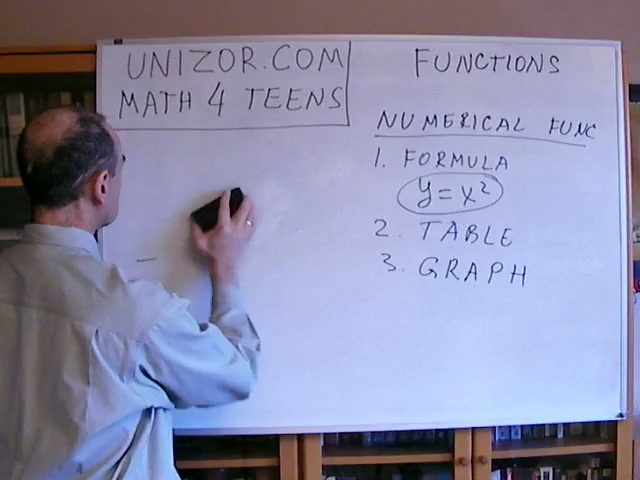 UNIZOR.COM
MATH 4 TEENS
FUNCTIONS
NUMERICAL FUNC
1. FORMULA
y = x²
2. TABLE
3. GRAPH